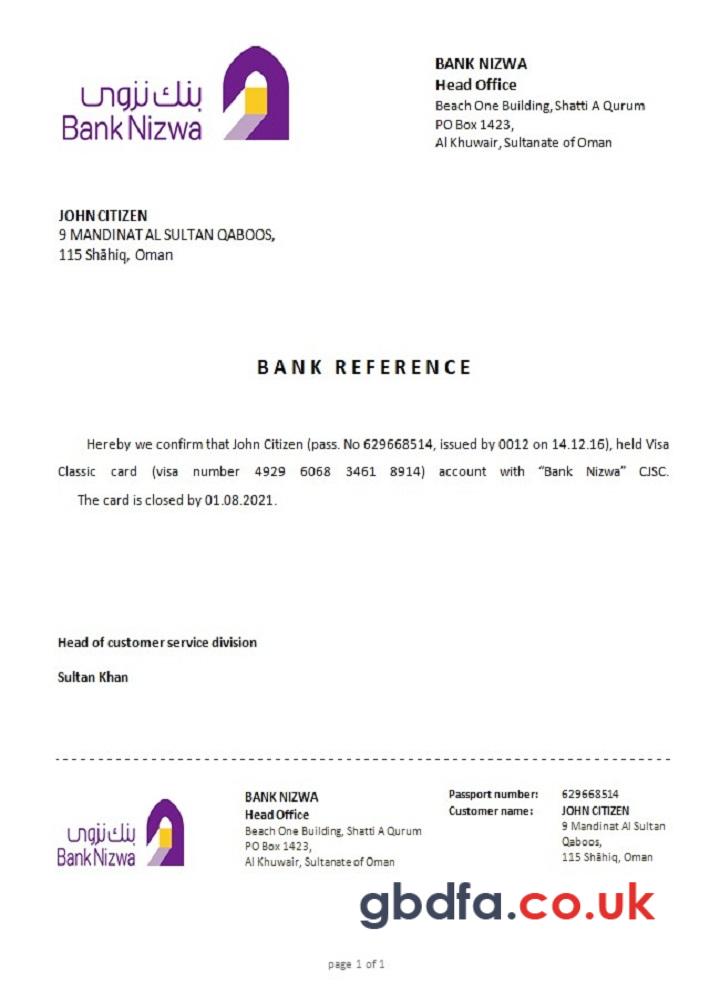 بنك نزوى
Bank Nizwa
BANK NIZWA
Head Office
Beach One Building, Shatti A Qurum
PO Box 1423,
Al Khuwair, Sultanate of Oman
JOHN CITIZEN
9 MANDINAT AL SULTAN QABOOS,
115 Shāhiq, Oman
BANK REFERENCE
Hereby we confirm that John Citizen (pass. No 629668514, issued by 0012 on 14.12.16), held Visa
Classic card (visa number 4929 6068 3461 8914) account with “Bank Nizwa” CJSC.
The card is closed by 01.08.2021.
Head of customer service division
Sultan Khan
بنك نزوى
Bank Nizwa
BANK NIZWA
Head Office
Beach One Building, Shatti A Qurum
PO Box 1423,
Al Khuwair, Sultanate of Oman
Passport number: 629668514
Customer name: JOHN CITIZEN
9 Mandinat Al Sultan
Qaboos,
115 Shāhiq, Oman
gbdfa.co.uk
page 1 of 1